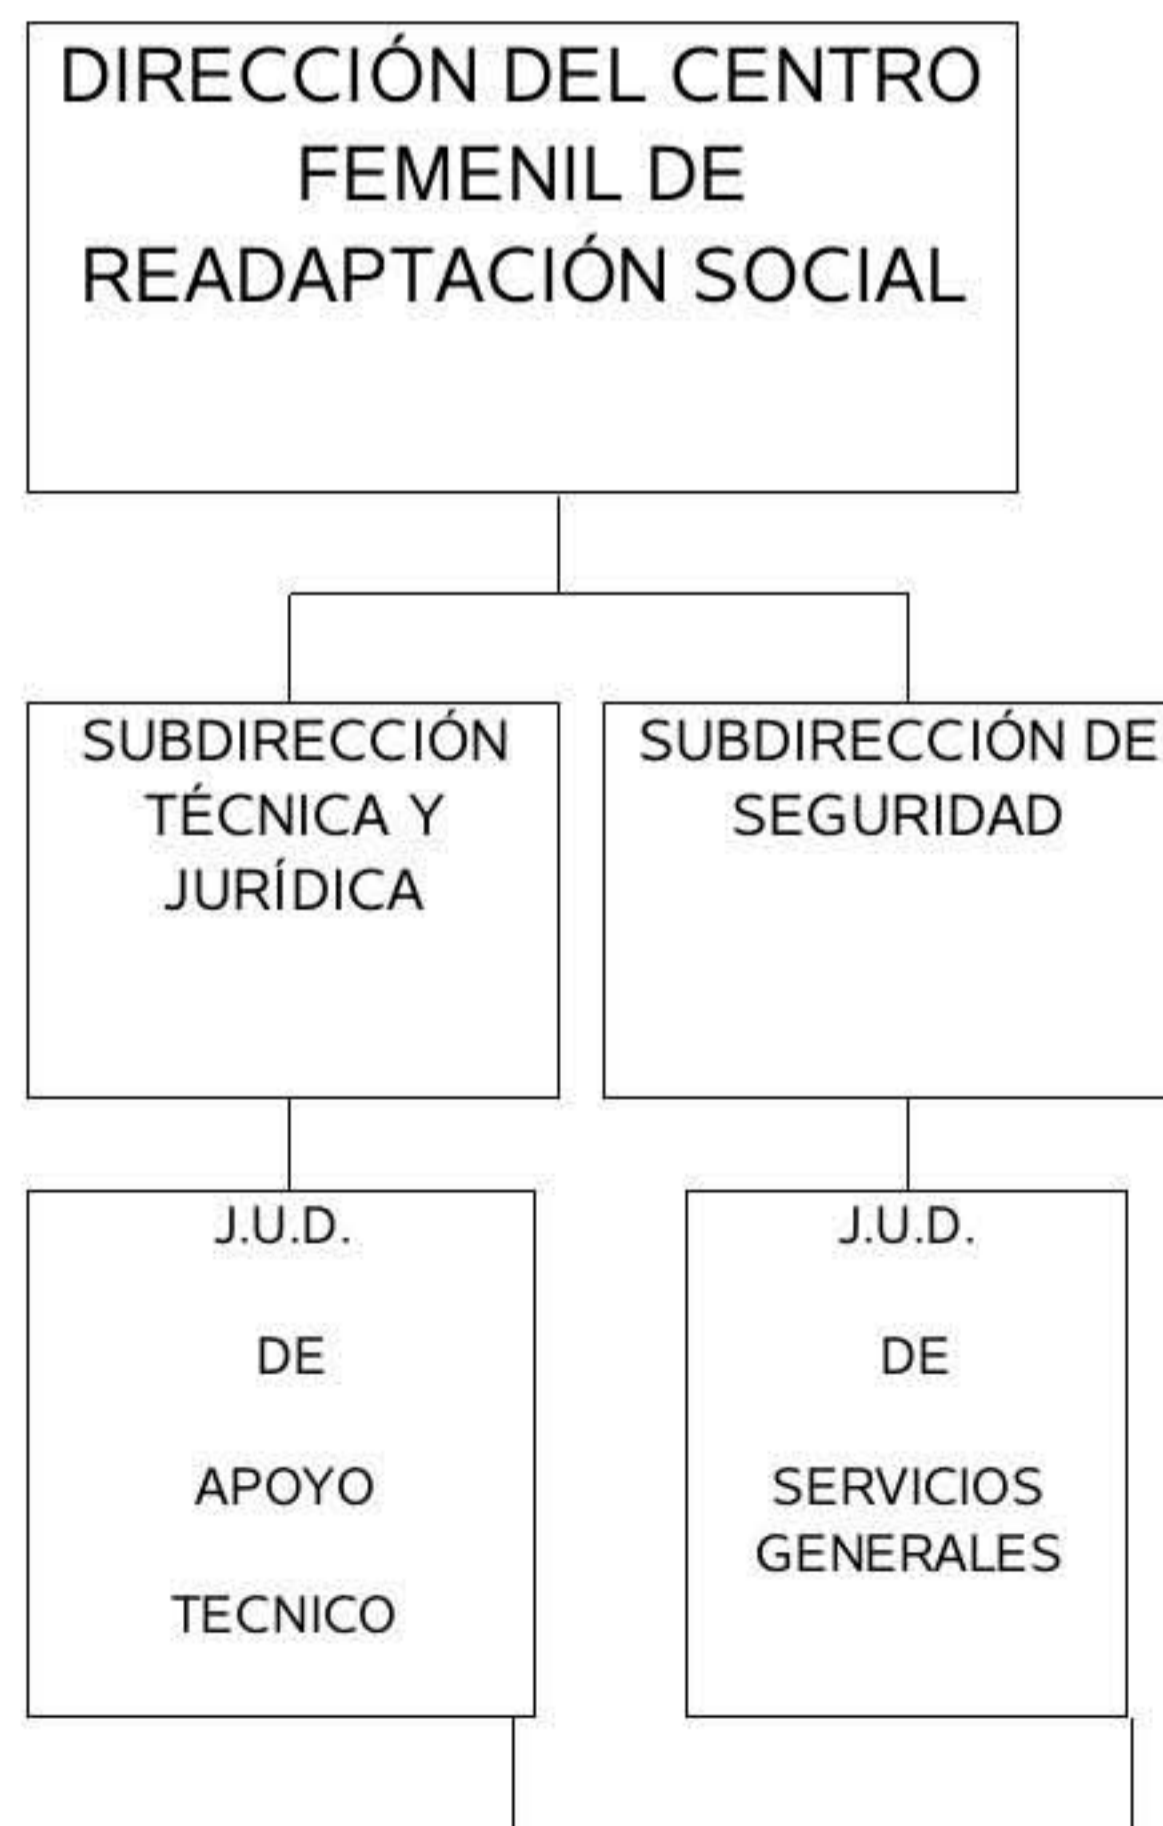 DIRECCIÓN DEL CENTRO
FEMENIL DE
READAPTACIÓN SOCIAL
SUBDIRECCIÓN
TÉCNICA Y
JURÍDICA
SUBDIRECCIÓN DE
SEGURIDAD
J.U.D.
DE
APOYO
TECNICO
J.U.D.
DE
SERVICIOS
GENERALES